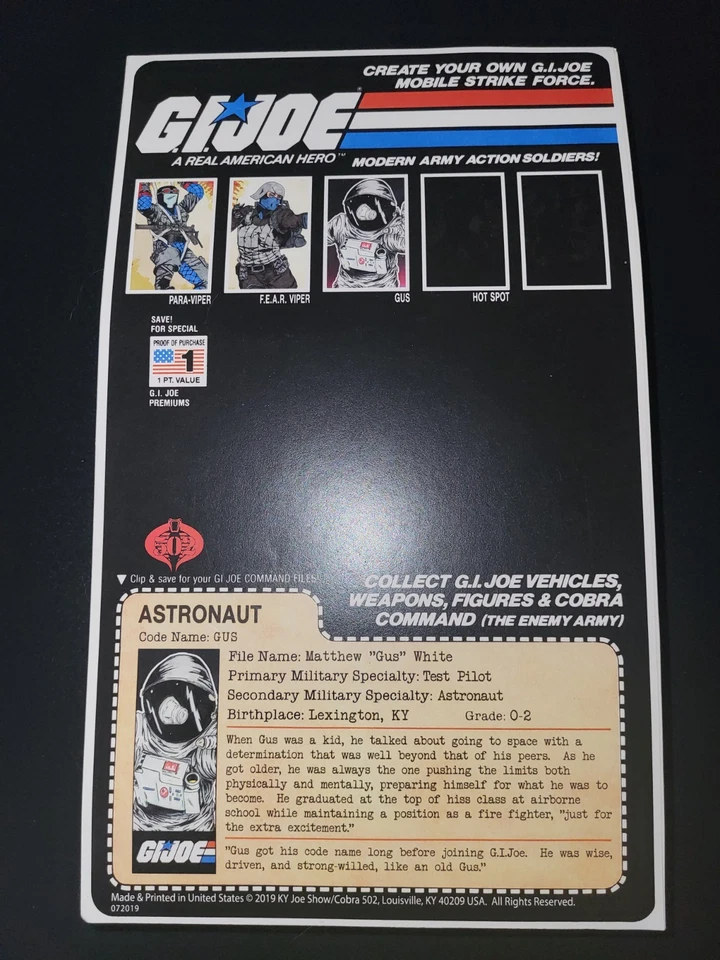 CREATE YOUR OWN G.I.JOE
MOBILE STRIKE FORCE.
G.I.JOE
A REAL AMERICAN HERO™
MODERN ARMY ACTION SOLDIERS!
PARA-VIPER
F.E.A.R. VIPER
GUS
HOT SPOT
SAVE!
FOR SPECIAL
PROOF OF PURCHASE
1
1 PT. VALUE
G.I. JOE
PREMIUMS
▼ Clip & save for your GI JOE COMMAND FILES!
COLLECT G.I. JOE VEHICLES,
WEAPONS, FIGURES & COBRA
COMMAND (THE ENEMY ARMY)
ASTRONAUT
Code Name: GUS
File Name: Matthew "Gus" White
Primary Military Specialty: Test Pilot
Secondary Military Specialty: Astronaut
Birthplace: Lexington, KY Grade: O-2
When Gus was a kid, he talked about going to space with a
determination that was well beyond that of his peers. As he
got older, he was always the one pushing the limits both
physically and mentally, preparing himself for what he was to
become. He graduated at the top of hiss class at airborne
school while maintaining a position as a fire fighter, "just for
the extra excitement."
"Gus got his code name long before joining G.I.Joe. He was wise,
driven, and strong-willed, like an old Gus."
G.I.JOE
Made & Printed in United States © 2019 KY Joe Show/Cobra 502, Louisville, KY 40209 USA. All Rights Reserved.
072019